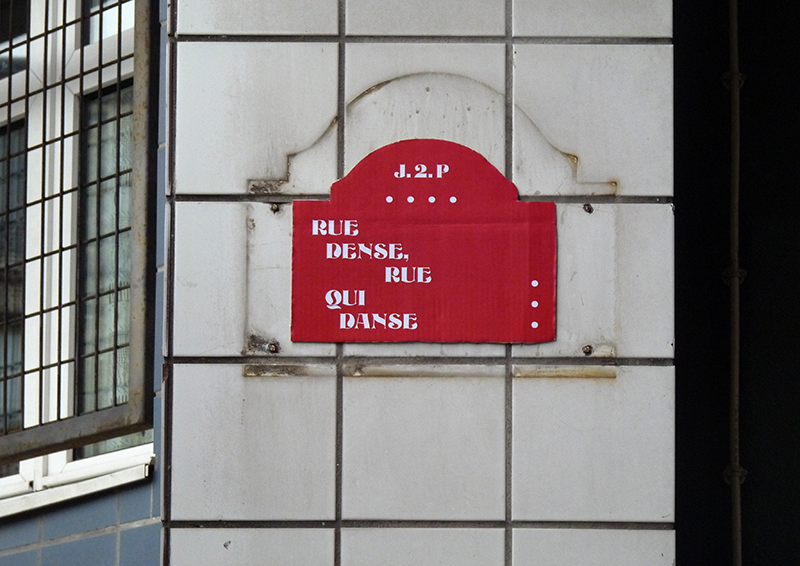 J.2.P
RUE
DENSE,
RUE
QUI
DANSE